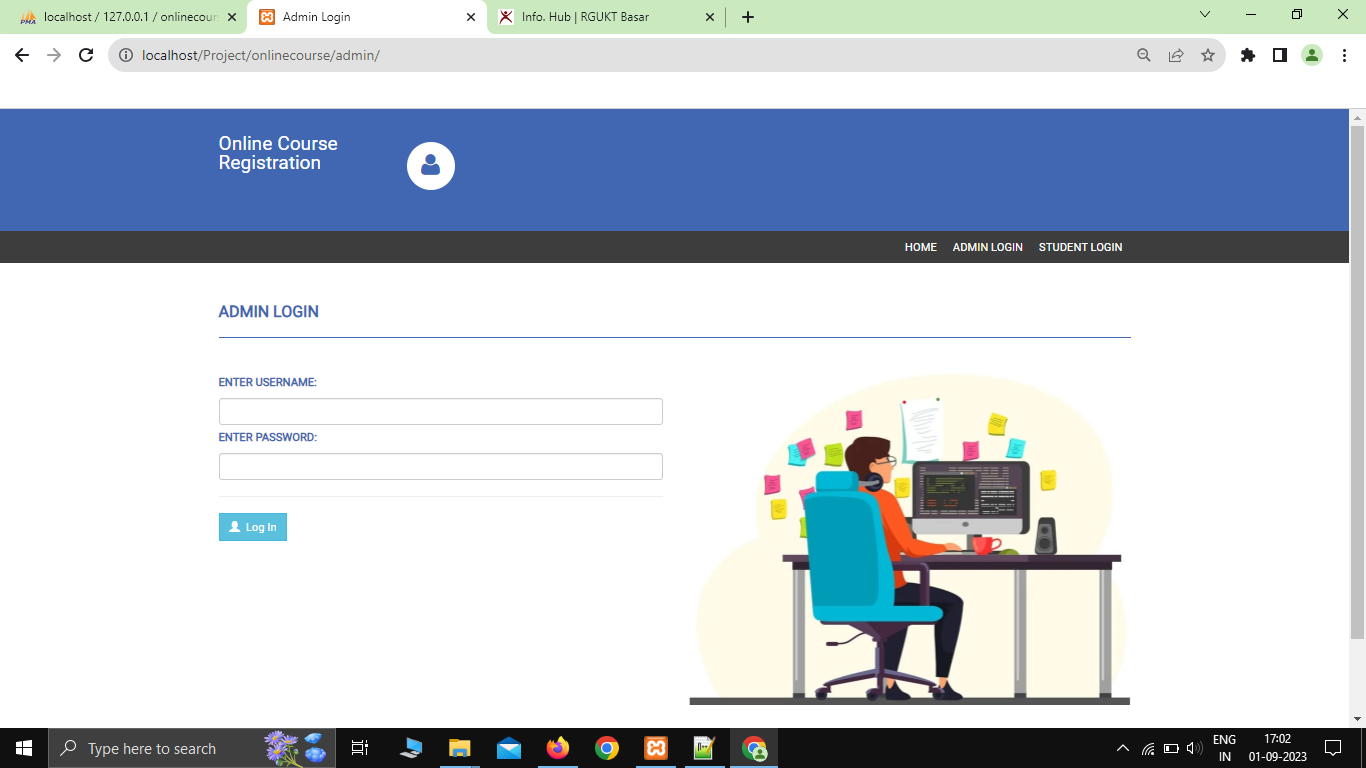 localhost / 127.0.0.1 / onlinecour
Admin Login
Info. Hub | RGUKT Basar
localhost/Project/onlinecourse/admin/
Online Course
Registration
HOME ADMIN LOGIN STUDENT LOGIN
ADMIN LOGIN
ENTER USERNAME:
ENTER PASSWORD:
Log In
Type here to search
ENG
IN
17:02
01-09-2023